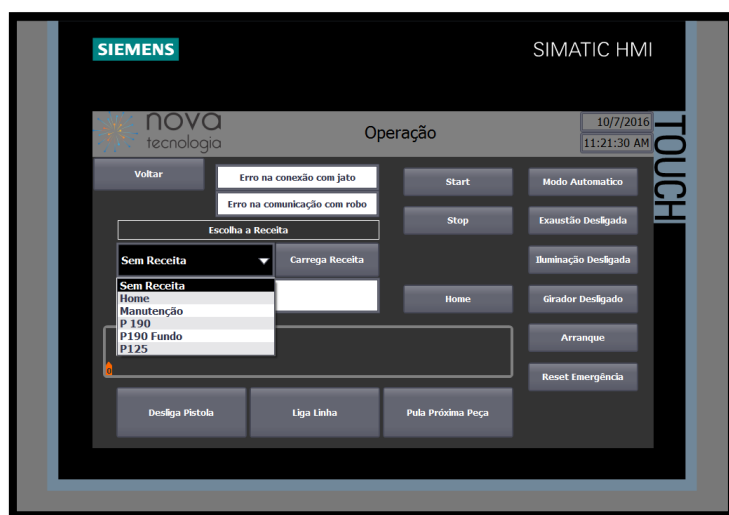 SIEMENS
SIMATIC HMI
TOUCH
nova
tecnologia
Operação
10/7/2016
11:21:30 AM
Voltar
Erro na conexão com jato
Erro na comunicação com robo
Start
Modo Automatico
Stop
Exaustão Desligada
Escolha a Receita
Sem Receita
Carrega Receita
Iluminação Desligada
Sem Receita
Home
Manutenção
P 190
P190 Fundo
P125
Home
Girador Desligado
Arranque
0
Reset Emergência
Desliga Pistola
Liga Linha
Pula Próxima Peça